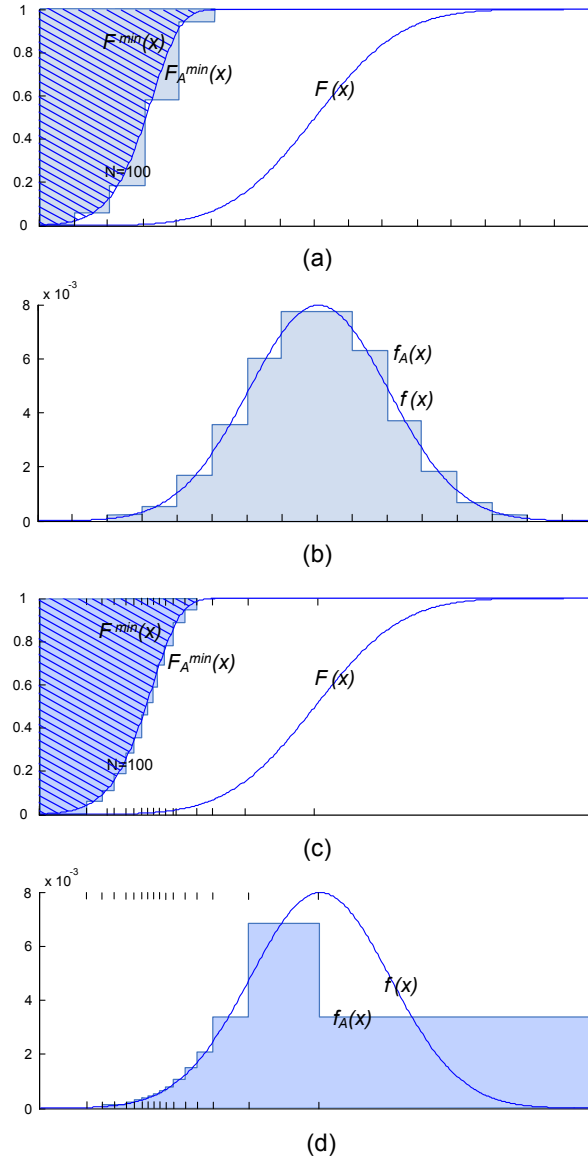 1
F^min(x)
0.8
F_A^min(x)
F(x)
0.6
0.4
N=100
0.2
0
(a)
x 10^-3
8
f_A(x)
6
f(x)
4
2
0
(b)
1
F^min(x)
0.8
F_A^min(x)
F(x)
0.6
0.4
N=100
0.2
0
(c)
x 10^-3
8
6
f(x)
f_A(x)
4
2
0
(d)